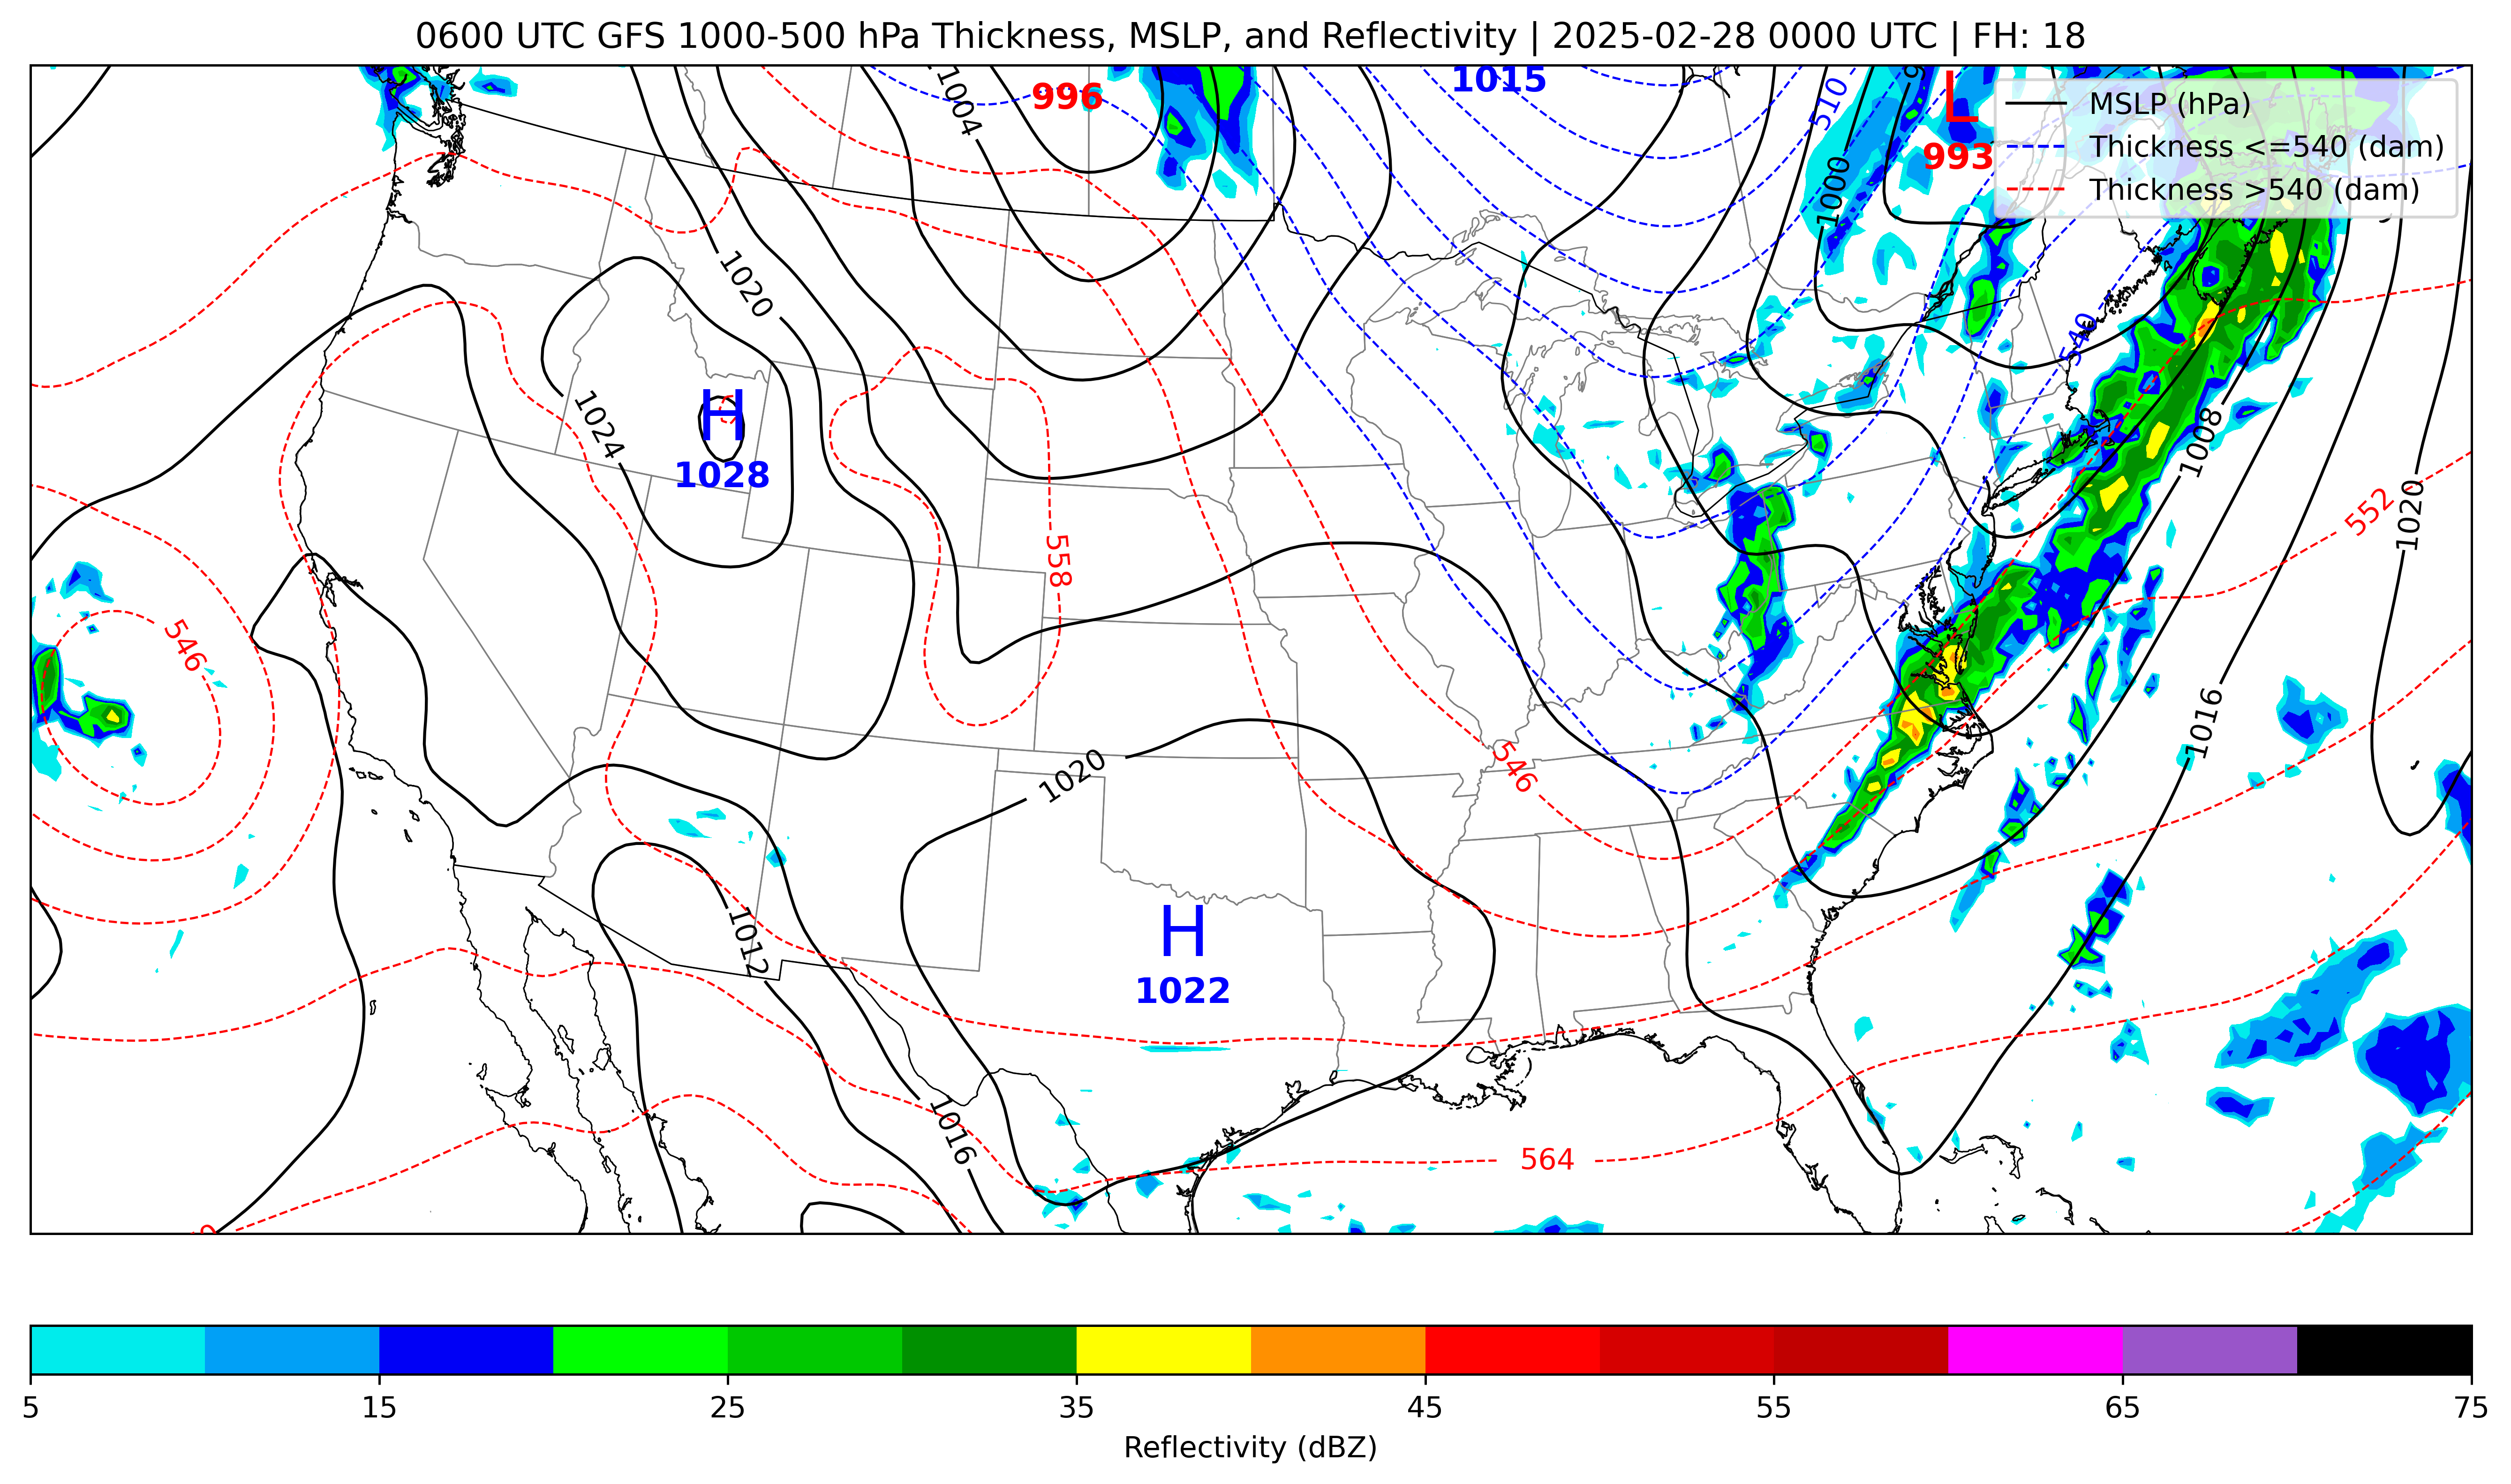 0600 UTC GFS 1000-500 hPa Thickness, MSLP, and Reflectivity | 2025-02-28 0000 UTC | FH: 18
996
1004
1015
510
L
993
1000
MSLP (hPa)
Thickness <=540 (dam)
Thickness >540 (dam)
1020
540
H
1028
1024
1008
552
1020
558
546
1016
1020
546
1012
H
1022
1016
564
5 15 25 35 45 55 65 75
Reflectivity (dBZ)